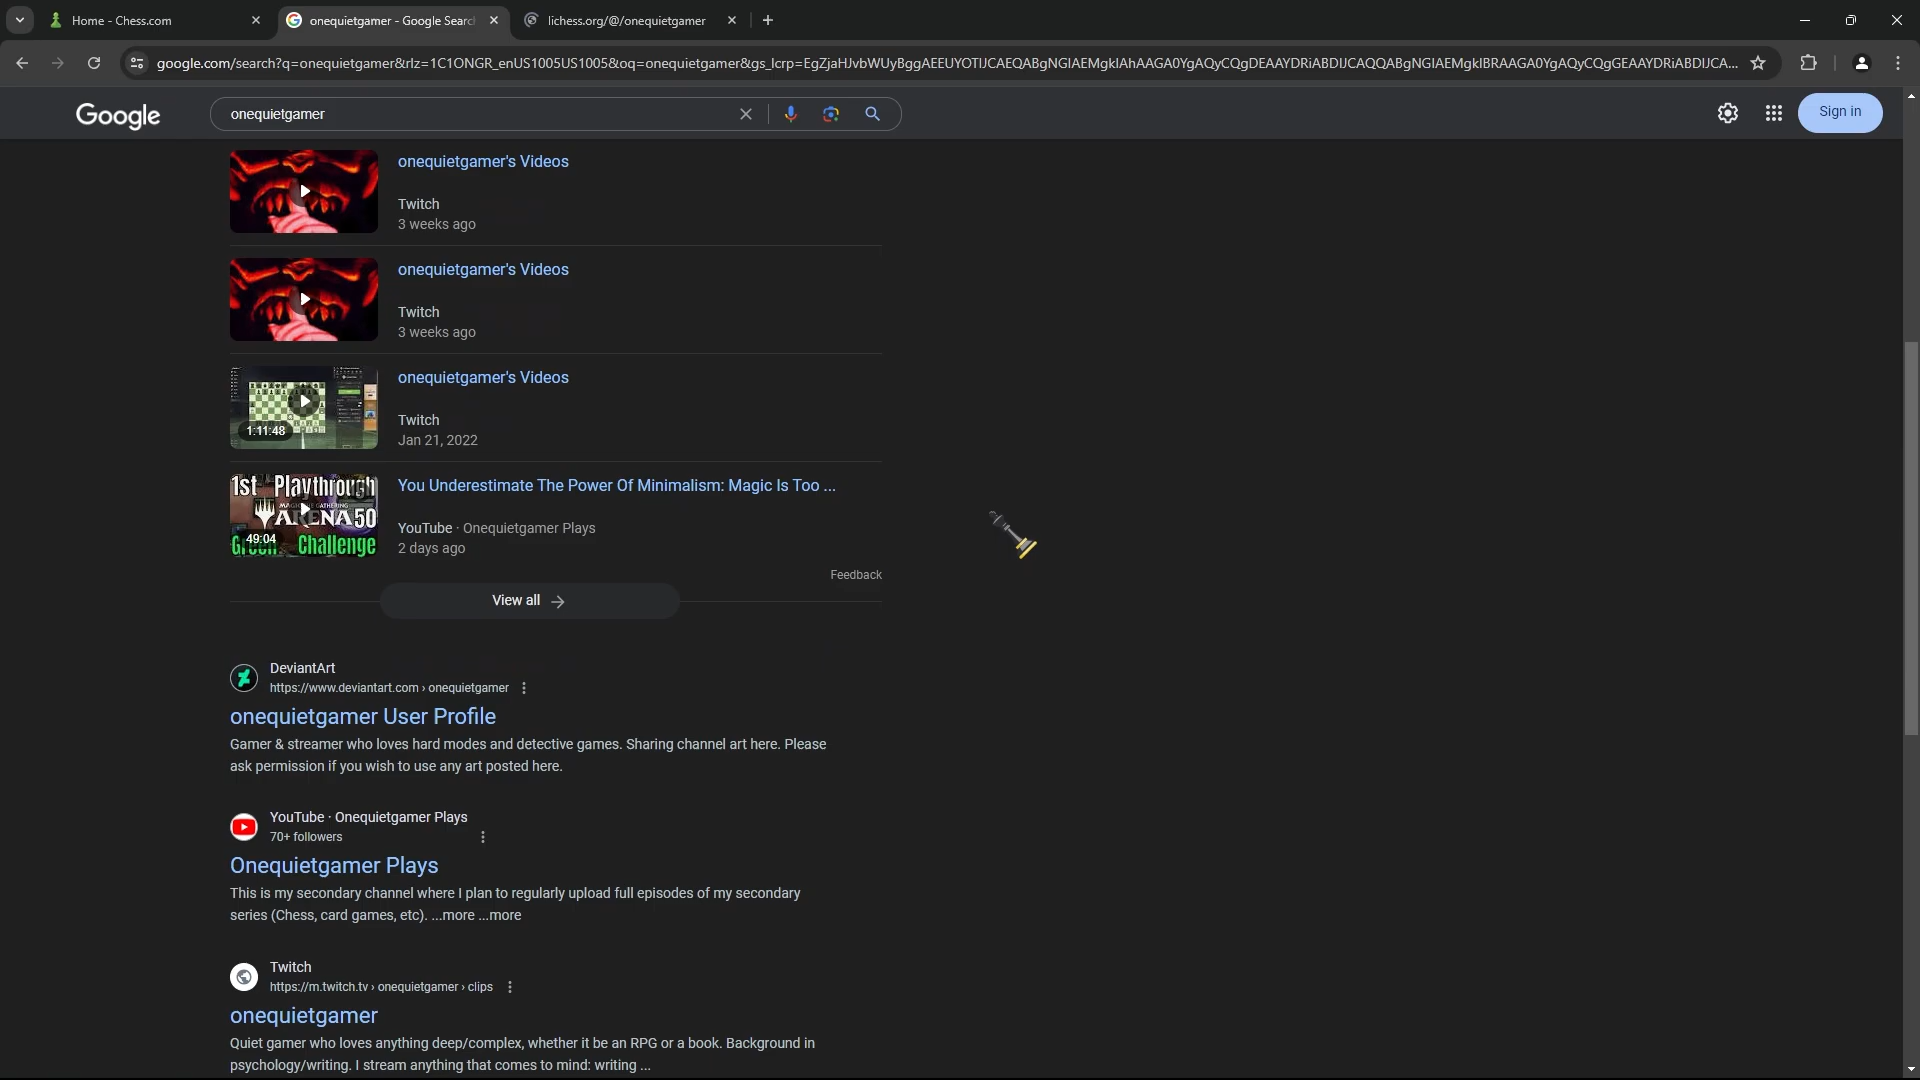 Home - Chess.com
onequietgamer - Google Searc
lichess.org/@/onequietgamer
google.com/search?q=onequietgamer&rlz=1C1ONGR_enUS1005US1005&oq=onequietgamer&gs_lcrp=EgZjaHJvbWUyBggAEEUYOTIJCAEQABgNGIAEMgkIAhAAGA0YgAQyCQgDEAAYDRiABDIJCAQQABgNGIAEMgkIBRAAGA0YgAQyCQgGEAAYDRiABDIJCA...
Google
onequietgamer
Sign in
onequietgamer's Videos
Twitch
3 weeks ago
onequietgamer's Videos
Twitch
3 weeks ago
onequietgamer's Videos
1:11:48
Twitch
Jan 21, 2022
1st Playthrough
ARENA 50
49:04
Green Challenge
You Underestimate The Power Of Minimalism: Magic Is Too ...
YouTube · Onequietgamer Plays
2 days ago
Feedback
View all
DeviantArt
https://www.deviantart.com › onequietgamer
onequietgamer User Profile
Gamer & streamer who loves hard modes and detective games. Sharing channel art here. Please
ask permission if you wish to use any art posted here.
YouTube · Onequietgamer Plays
70+ followers
Onequietgamer Plays
This is my secondary channel where I plan to regularly upload full episodes of my secondary
series (Chess, card games, etc). ...more ...more
Twitch
https://m.twitch.tv › onequietgamer › clips
onequietgamer
Quiet gamer who loves anything deep/complex, whether it be an RPG or a book. Background in
psychology/writing. I stream anything that comes to mind: writing ...